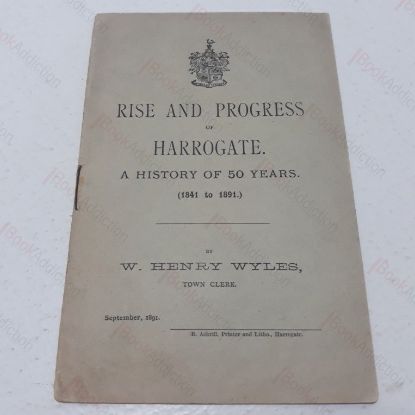 RISE AND PROGRESS
OF
HARROGATE.
A HISTORY OF 50 YEARS.
(1841 to 1891.)
BY
W. HENRY WYLES,
TOWN CLERK.
September, 1891.
R. Ackrill, Printer and Litho., Harrogate.